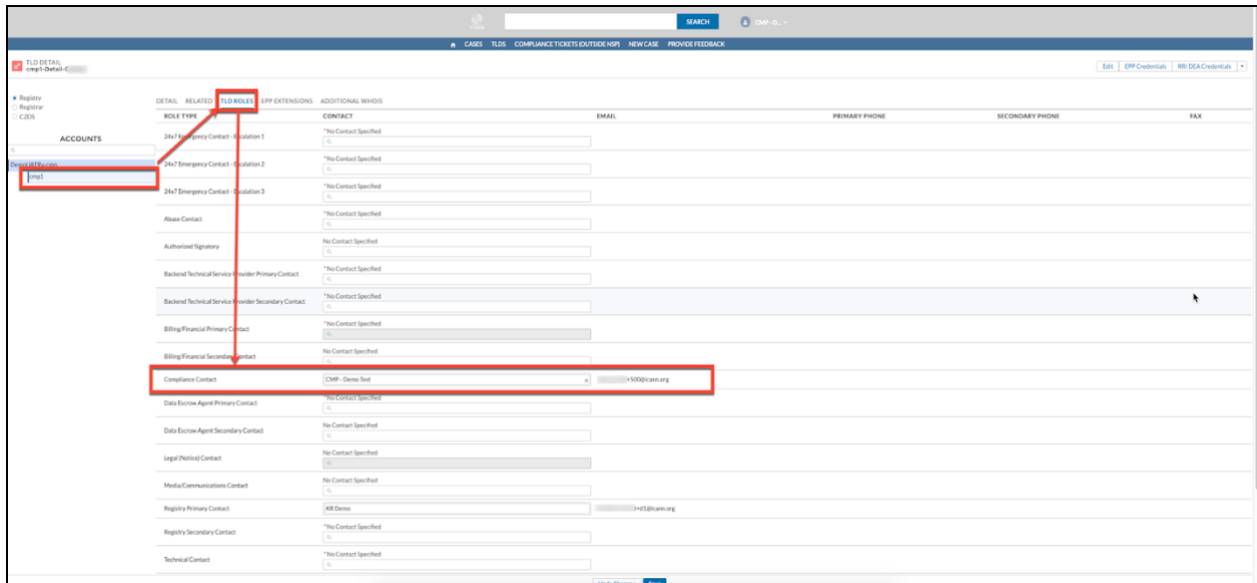 SEARCH
CMP - D...
CASES TLDS COMPLIANCE TICKETS (OUTSIDE NSP) NEW CASE PROVIDE FEEDBACK
TLD DETAIL
cmp1-Detail-C
Edit EPP Credentials RRI DEA Credentials
Registry
Registrar
CZDS
ACCOUNTS
cmp1
DETAIL RELATED TLD ROLES EPP EXTENSIONS ADDITIONAL WHOIS
ROLE TYPE CONTACT EMAIL PRIMARY PHONE SECONDARY PHONE FAX
24x7 Emergency Contact - Escalation 1 *No Contact Specified
24x7 Emergency Contact - Escalation 2 *No Contact Specified
24x7 Emergency Contact - Escalation 3 *No Contact Specified
Abuse Contact *No Contact Specified
Authorized Signatory No Contact Specified
Backend Technical Service Provider Primary Contact *No Contact Specified
Backend Technical Service Provider Secondary Contact *No Contact Specified
Billing/Financial Primary Contact *No Contact Specified
Billing/Financial Secondary Contact No Contact Specified
Compliance Contact CMP - Demo Test +500@icann.org
Data Escrow Agent Primary Contact *No Contact Specified
Data Escrow Agent Secondary Contact No Contact Specified
Legal (Notice) Contact No Contact Specified
Media/Communications Contact No Contact Specified
Registry Primary Contact KR Demo +d1@icann.org
Registry Secondary Contact *No Contact Specified
Technical Contact *No Contact Specified